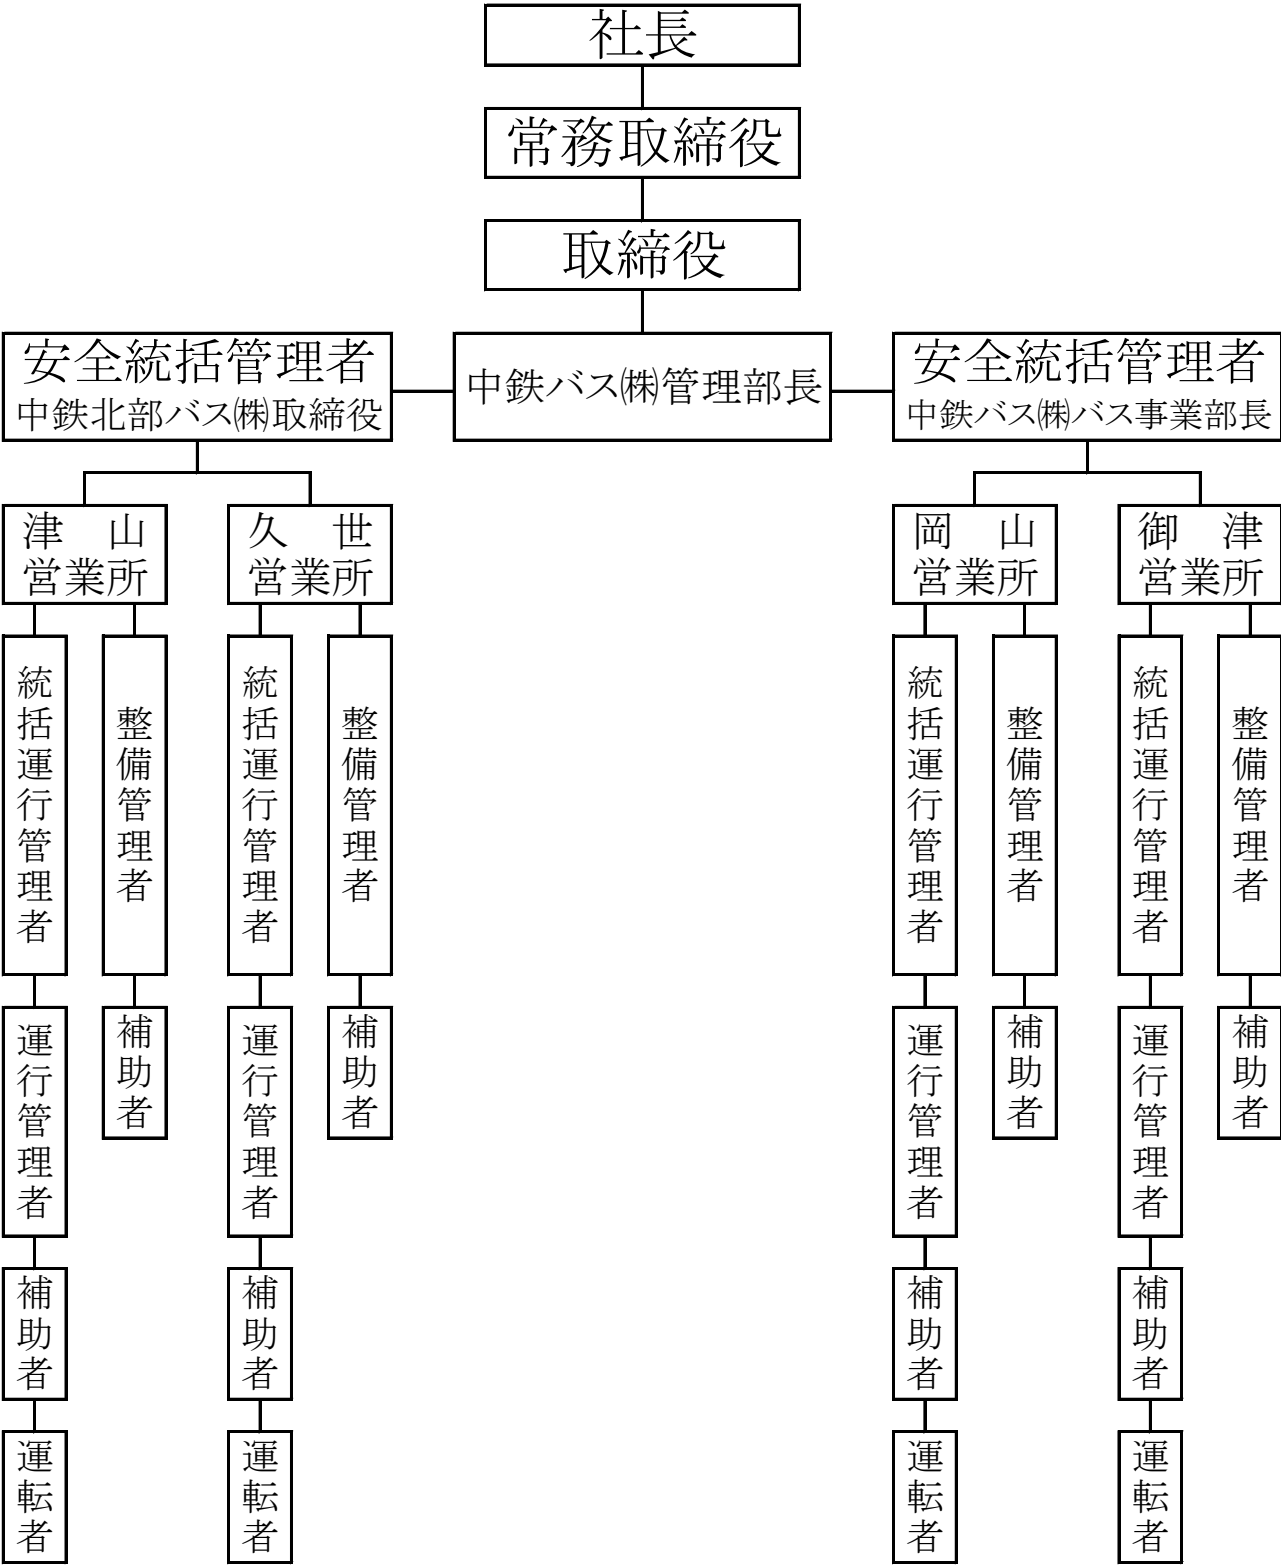 社長
常務取締役
取締役
安全統括管理者
中鉄北部バス㈱取締役
中鉄バス㈱管理部長
安全統括管理者
中鉄バス㈱バス事業部長
津　山
営業所
久　世
営業所
岡　山
営業所
御　津
営業所
統括運行管理者
整備管理者
統括運行管理者
整備管理者
統括運行管理者
整備管理者
統括運行管理者
整備管理者
運行管理者
補助者
運行管理者
補助者
運行管理者
補助者
運行管理者
補助者
補助者
補助者
補助者
補助者
運転者
運転者
運転者
運転者